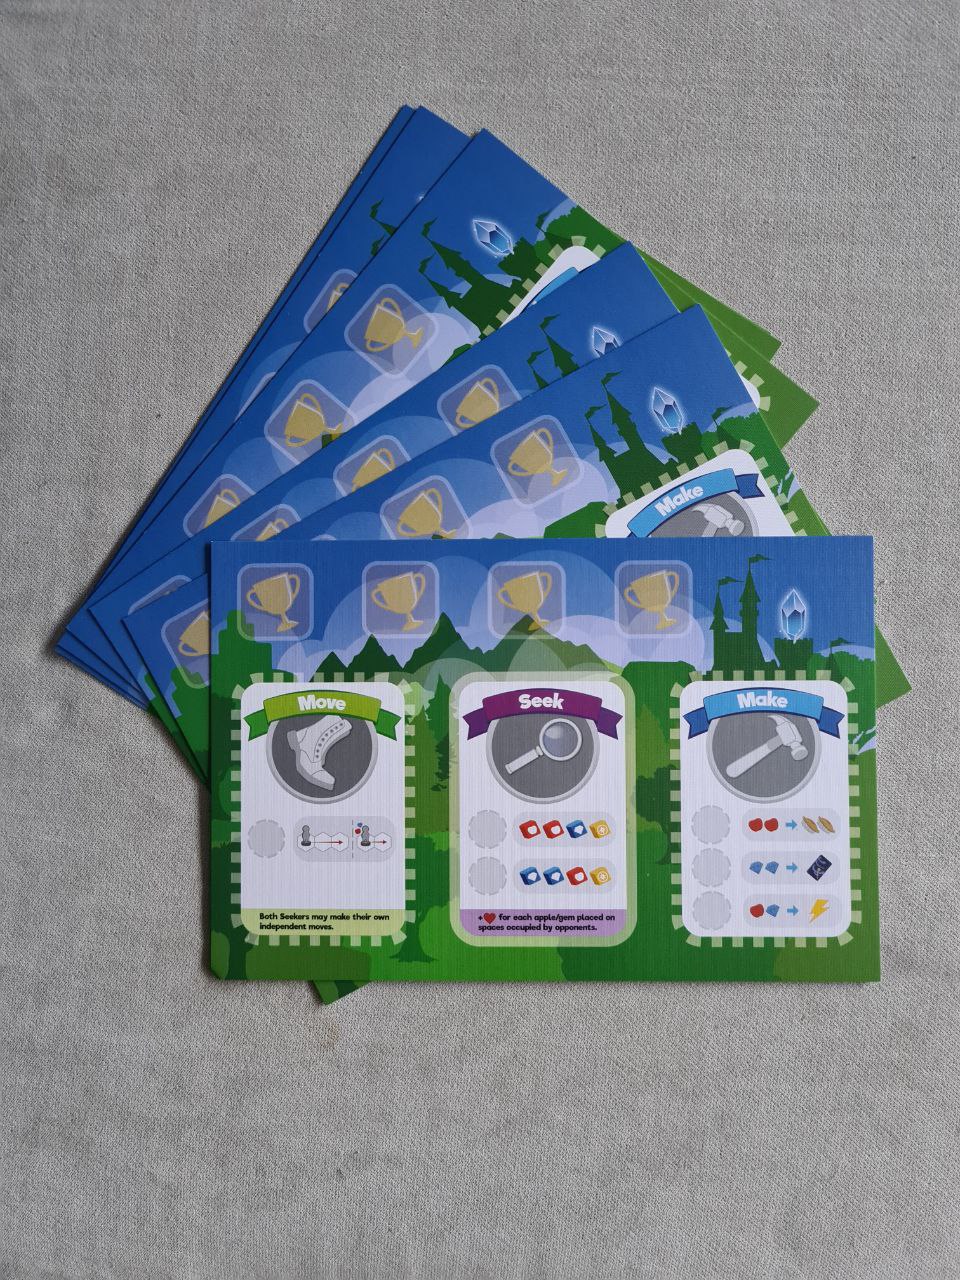 Make
Move
Seek
Make
Both Seekers may make their own
independent moves.
+ for each apple/gem placed on
spaces occupied by opponents.